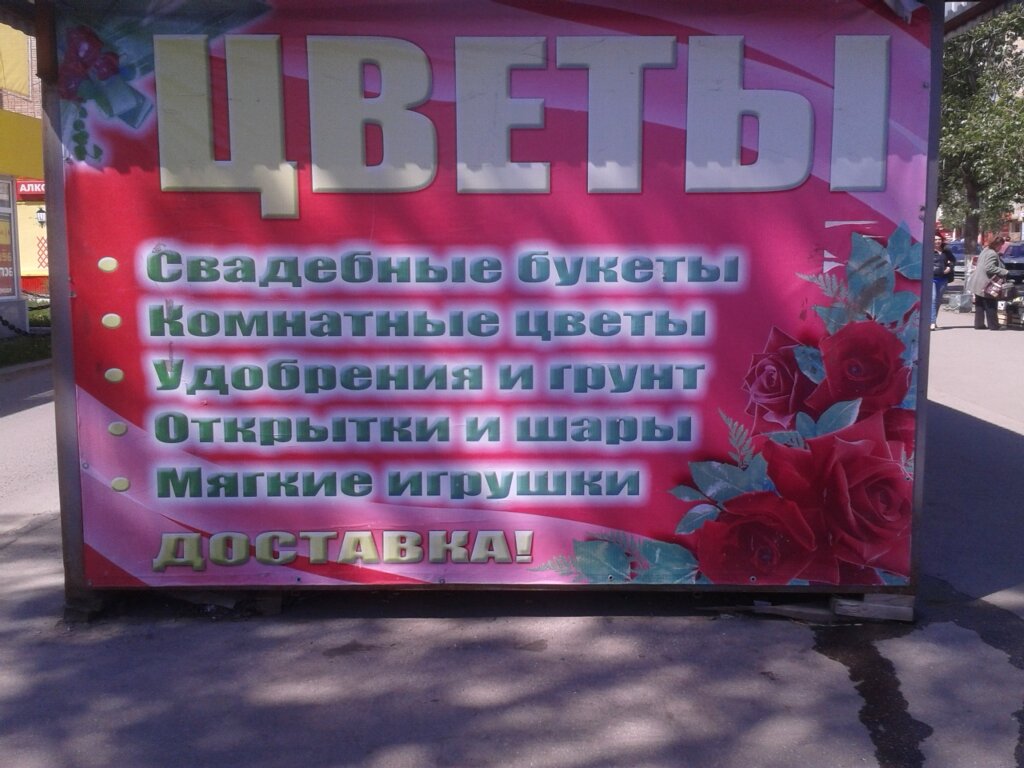 ЦВЕТЫ
Свадебные букеты
Комнатные цветы
Удобрения и грунт
Открытки и шары
Мягкие игрушки
ДОСТАВКА!